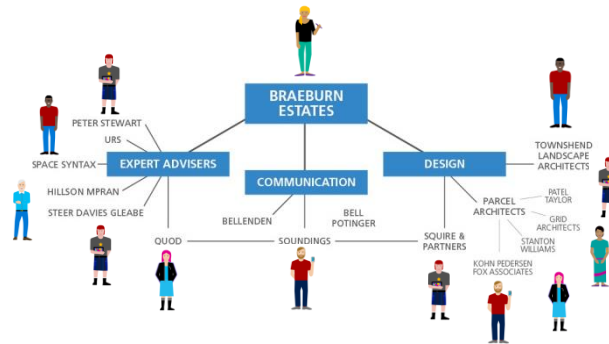 BRAEBURN
ESTATES
PETER STEWART
URS
SPACE SYNTAX
EXPERT ADVISERS
HILLSON MPRAN
STEER DAVIES GLEABE
QUOD
COMMUNICATION
BELLENDEN
BELL
POTINGER
SOUNDINGS
DESIGN
TOWNSHEND
LANDSCAPE
ARCHITECTS
SQUIRE &
PARTNERS
PARCEL
ARCHITECTS
PATEL
TAYLOR
GRID
ARCHITECTS
STANTON
WILLIAMS
KOHN PEDERSEN
FOX ASSOCIATES